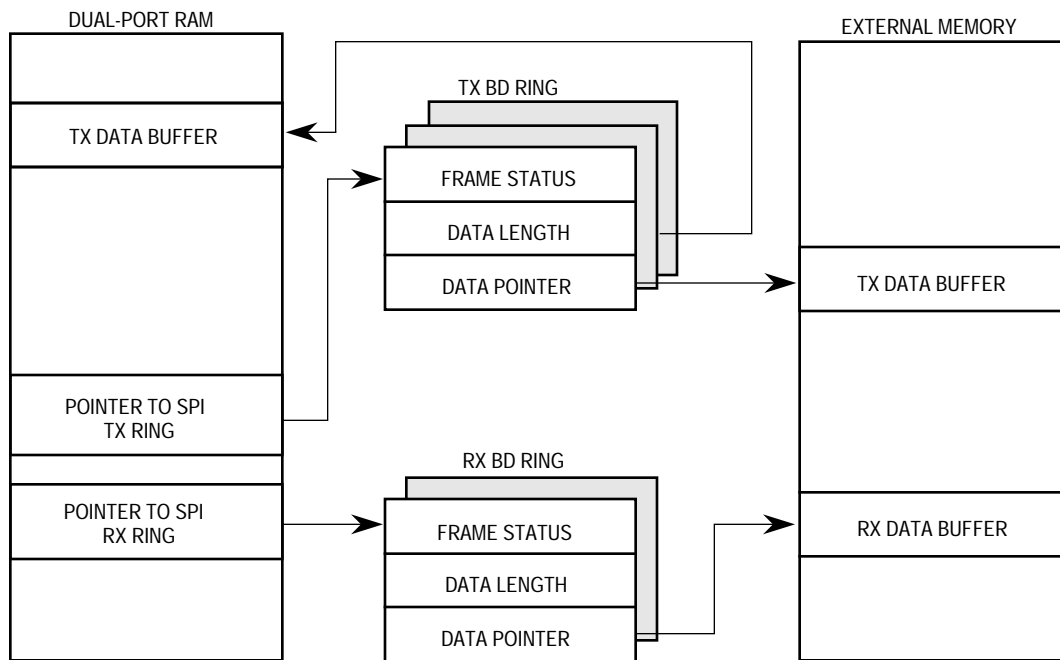 DUAL-PORT RAM
TX DATA BUFFER
POINTER TO SPI
TX RING
POINTER TO SPI
RX RING
TX BD RING
FRAME STATUS
DATA LENGTH
DATA POINTER
RX BD RING
FRAME STATUS
DATA LENGTH
DATA POINTER
EXTERNAL MEMORY
TX DATA BUFFER
RX DATA BUFFER